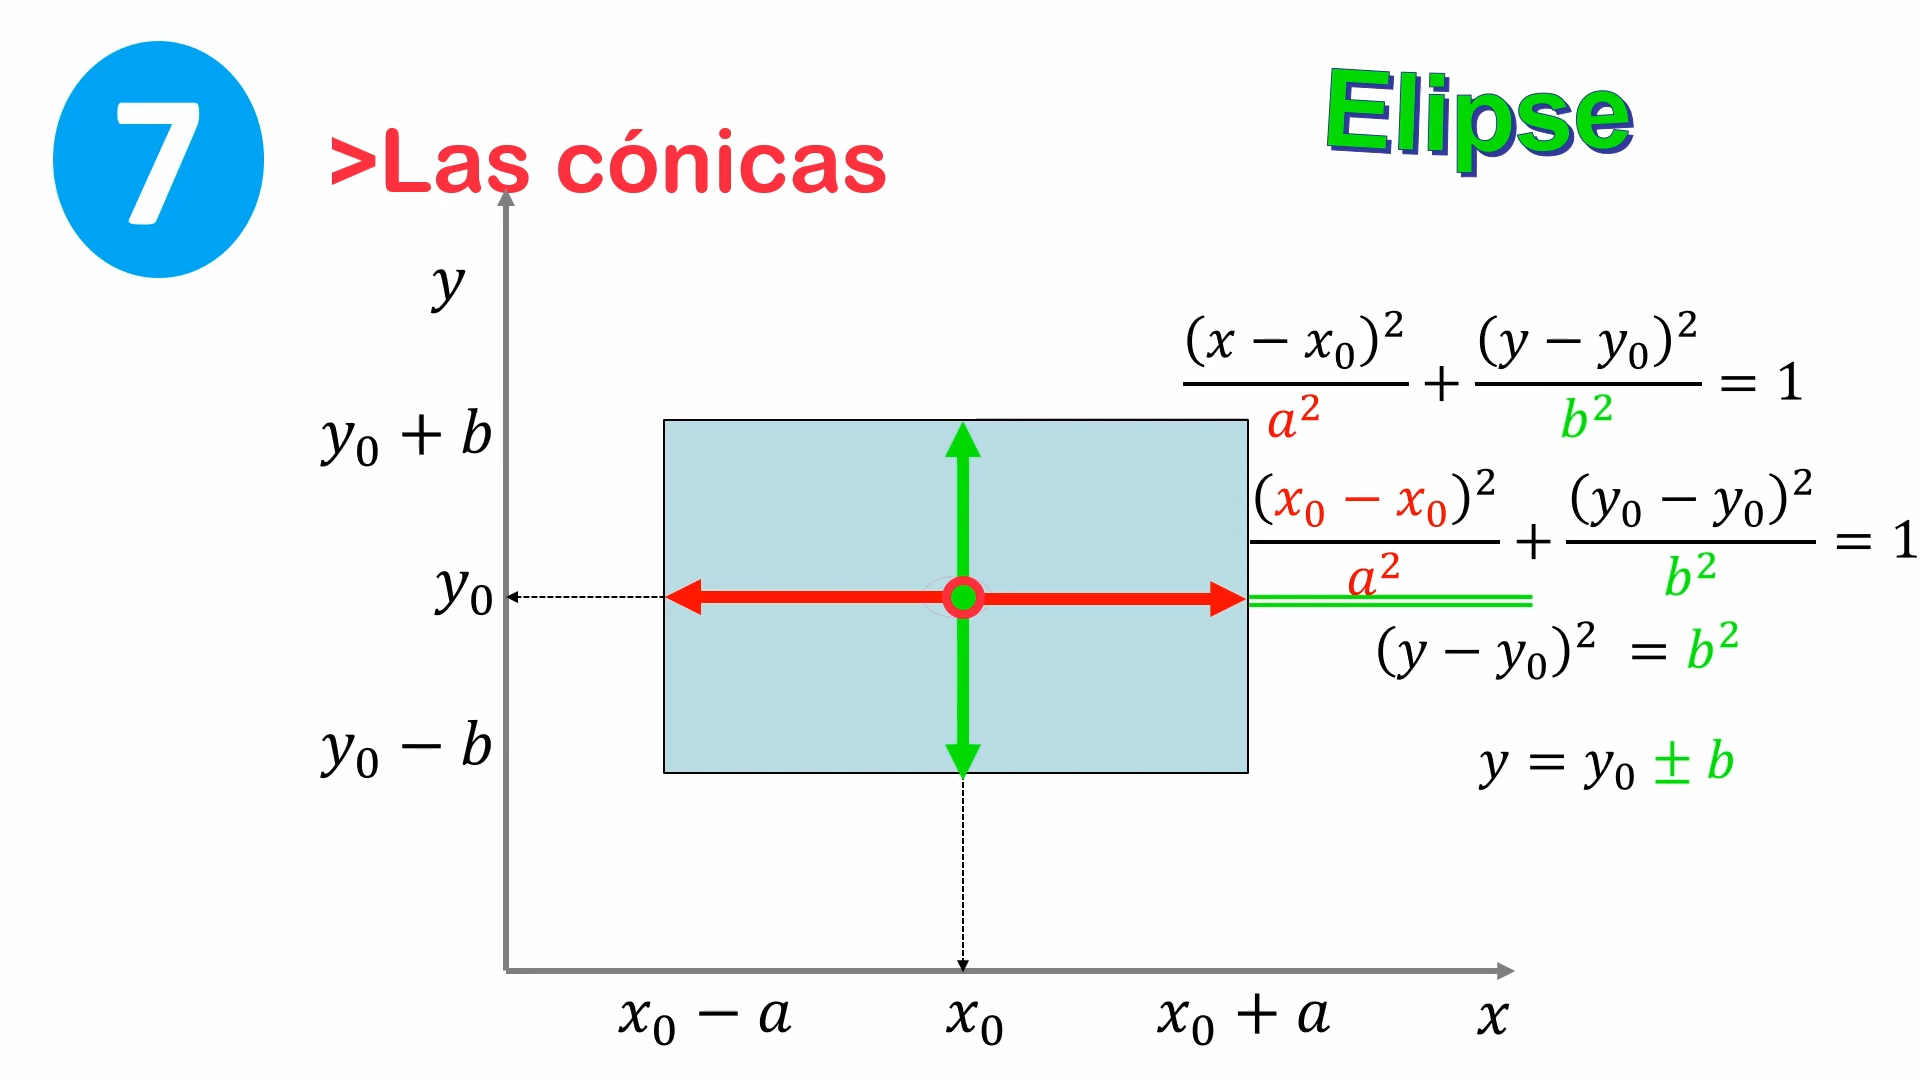 7
>Las cónicas
Elipse
y
(x − x₀)²/a² + (y − y₀)²/b² = 1
y₀ + b
(x₀ − x₀)²/a² + (y₀ − y₀)²/b² = 1
y₀
(y − y₀)² = b²
y₀ − b
y = y₀ ± b
x₀ − a
x₀
x₀ + a
x